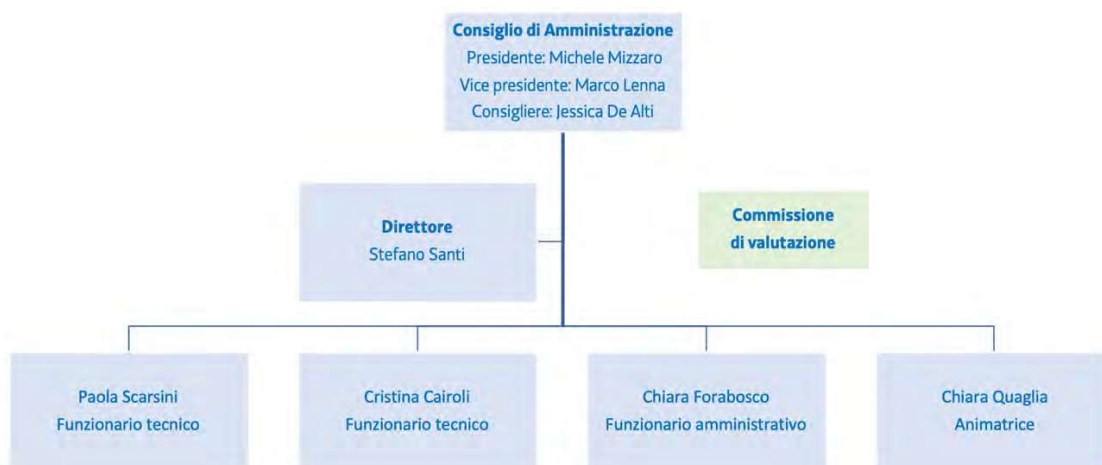 Consiglio di Amministrazione
Presidente: Michele Mizzaro
Vice presidente: Marco Lenna
Consigliere: Jessica De Alti
Direttore
Stefano Santi
Commissione
di valutazione
Paola Scarsini
Funzionario tecnico
Cristina Cairoli
Funzionario tecnico
Chiara Forabosco
Funzionario amministrativo
Chiara Quaglia
Animatrice